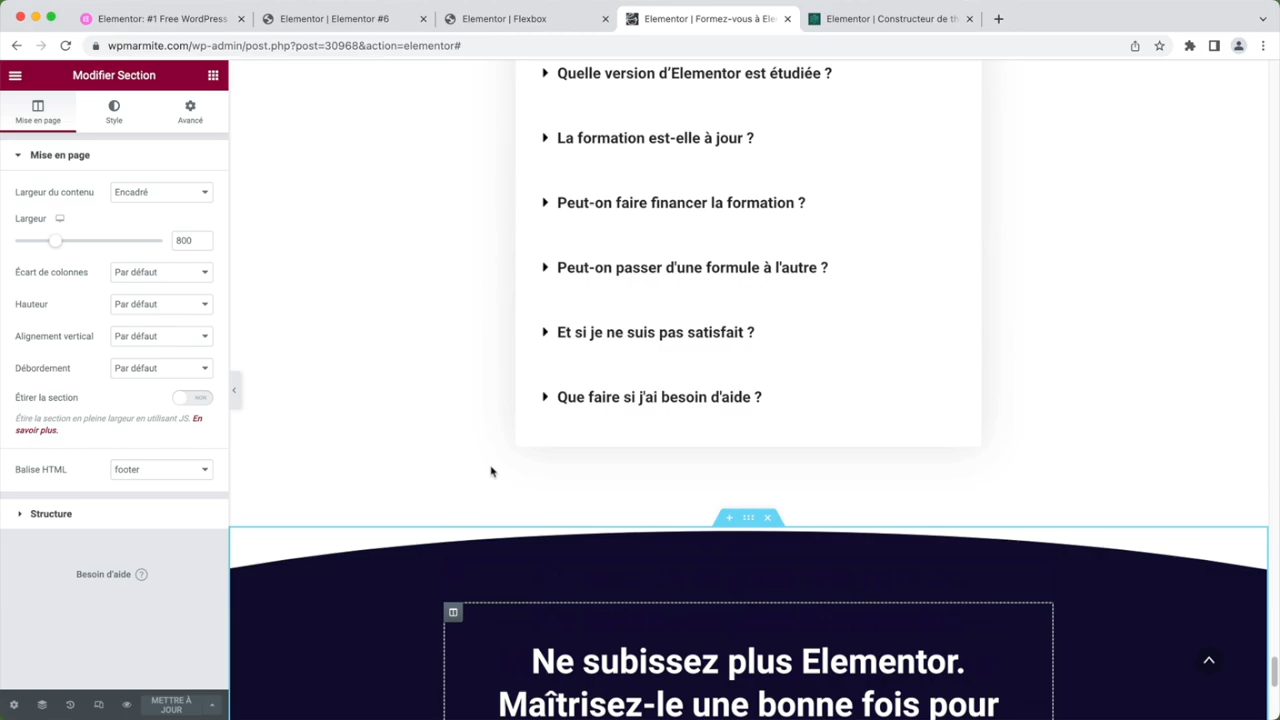 Elementor: #1 Free WordPress
Elementor | Elementor #6
Elementor | Flexbox
Elementor | Formez-vous à Ele
Elementor | Constructeur de th
wpmarmite.com/wp-admin/post.php?post=30968&action=elementor#
Modifier Section
Mise en page
Style
Avancé
Mise en page
Largeur du contenu
Encadré
Largeur
800
Écart de colonnes
Par défaut
Hauteur
Par défaut
Alignement vertical
Par défaut
Débordement
Par défaut
Étirer la section
NON
Étire la section en pleine largeur en utilisant JS. En
savoir plus.
Balise HTML
footer
Structure
Besoin d'aide ?
METTRE À
JOUR
Quelle version d’Elementor est étudiée ?
La formation est-elle à jour ?
Peut-on faire financer la formation ?
Peut-on passer d'une formule à l'autre ?
Et si je ne suis pas satisfait ?
Que faire si j'ai besoin d'aide ?
Ne subissez plus Elementor.
Maîtrisez-le une bonne fois pour